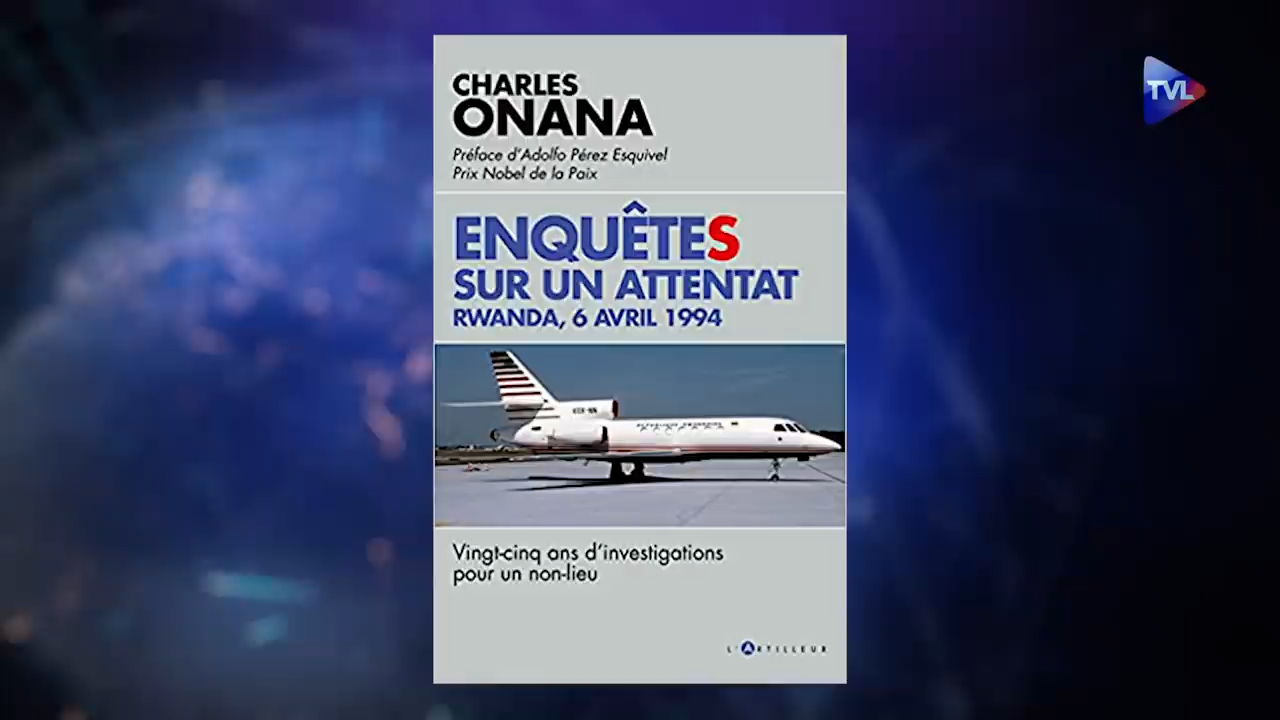 CHARLES
ONANA
Préface d'Adolfo Pérez Esquivel
Prix Nobel de la Paix
ENQUÊTES
SUR UN ATTENTAT
RWANDA, 6 AVRIL 1994
Vingt-cinq ans d'investigations
pour un non-lieu
L'ARTILLEUR
TVL